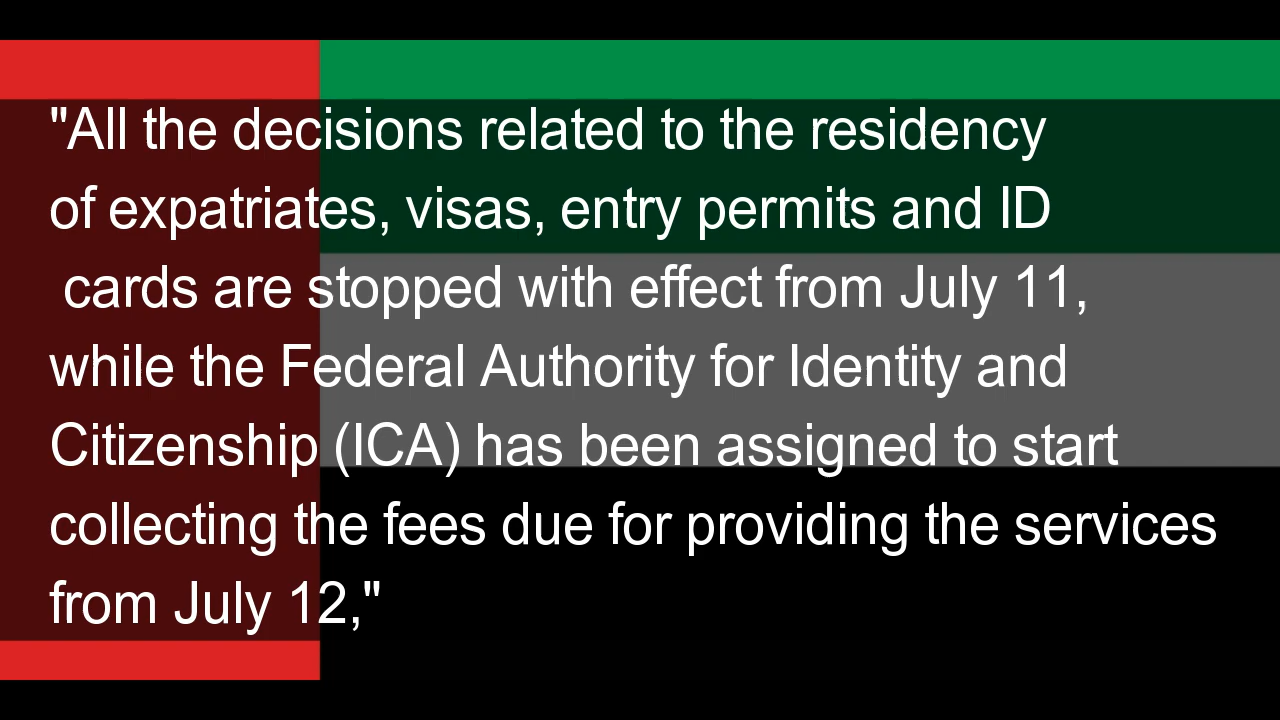 "All the decisions related to the residency
of expatriates, visas, entry permits and ID
cards are stopped with effect from July 11,
while the Federal Authority for Identity and
Citizenship (ICA) has been assigned to start
collecting the fees due for providing the services
from July 12,"